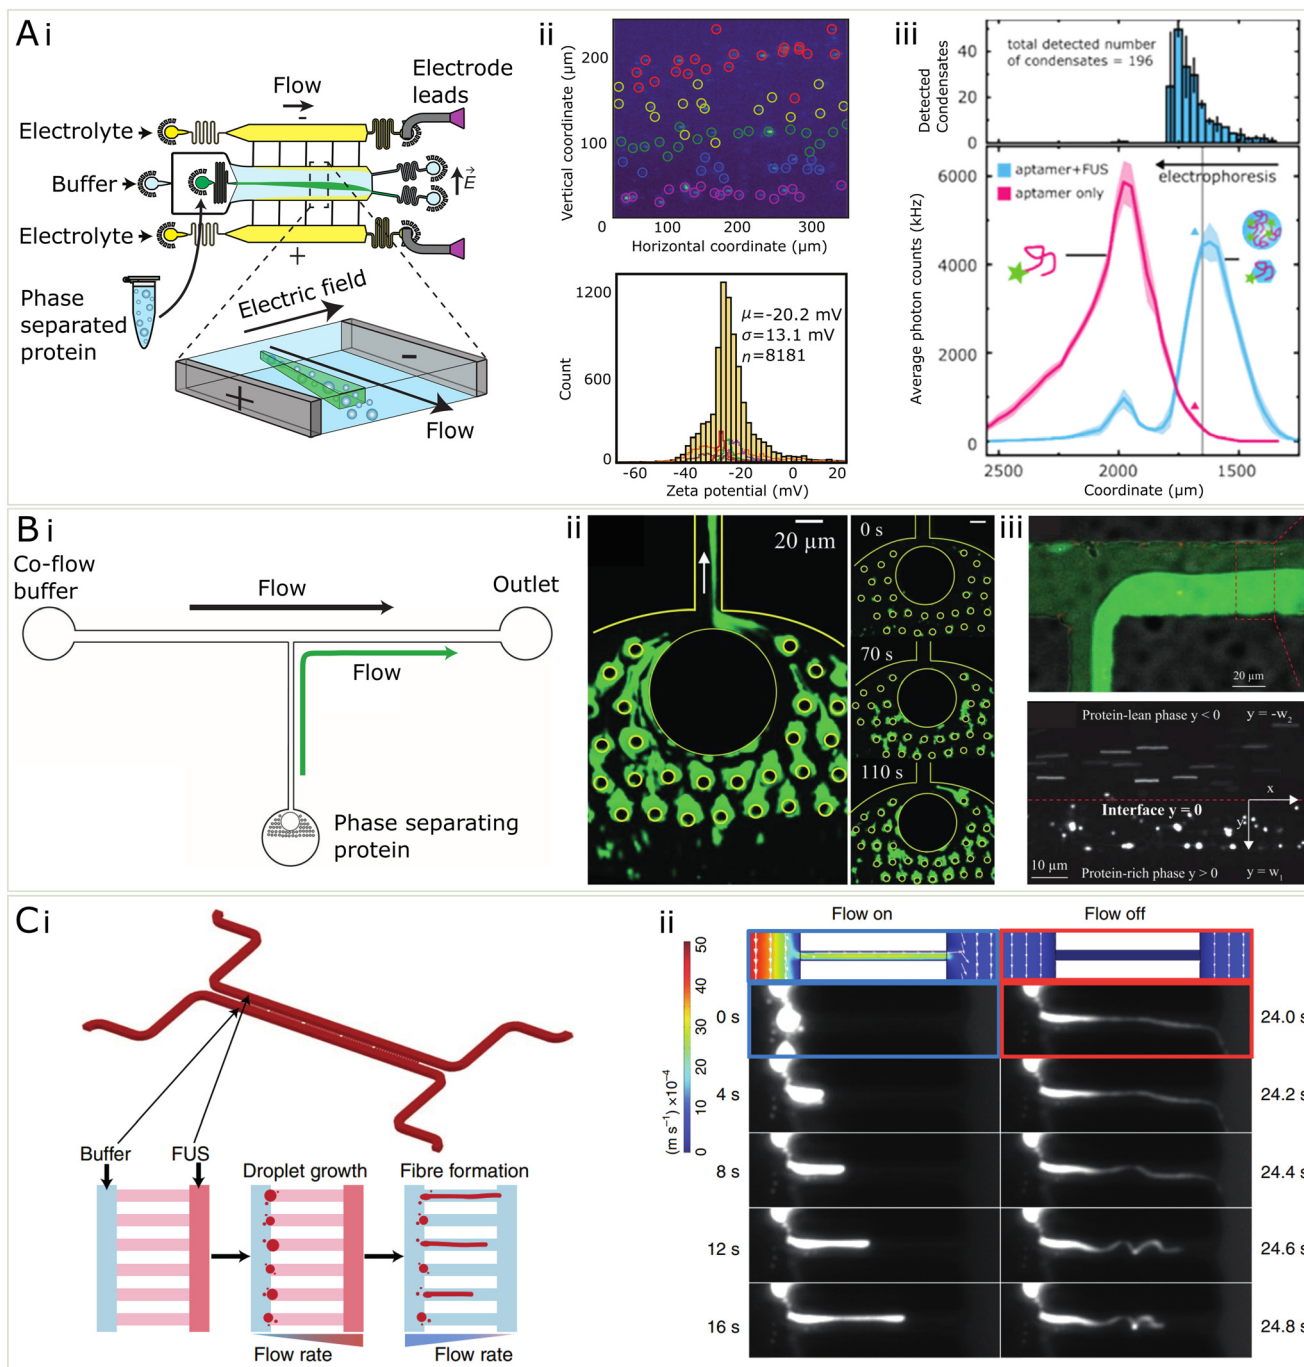 A i
Flow
-
Electrode
leads
Electrolyte
Buffer
E
Electrolyte
+
Phase
separated
protein
Electric field
-
+
Flow
ii
Vertical coordinate (µm)
200
100
0
0
100
200
300
Horizontal coordinate (µm)
Count
1200
600
0
µ=-20.2 mV
σ=13.1 mV
n=8181
-60
-40
-20
0
20
Zeta potential (mV)
iii
Detected
Condensates
40
20
0
total detected number
of condensates = 196
Average photon counts (kHz)
6000
4000
2000
0
aptamer+FUS
aptamer only
electrophoresis
2500
2000
1500
Coordinate (µm)
B i
Co-flow
buffer
Flow
Outlet
Flow
Phase separating
protein
ii
20 µm
0 s
70 s
110 s
iii
20 µm
Protein-lean phase y < 0
y = -w2
x
Interface y = 0
y
10 µm
Protein-rich phase y > 0
y = w1
C i
Buffer
FUS
Droplet growth
Fibre formation
Flow rate
Flow rate
ii
Flow on
Flow off
50
40
30
20
10
0
(m s⁻¹) ×10⁻⁴
0 s
24.0 s
4 s
24.2 s
8 s
24.4 s
12 s
24.6 s
16 s
24.8 s